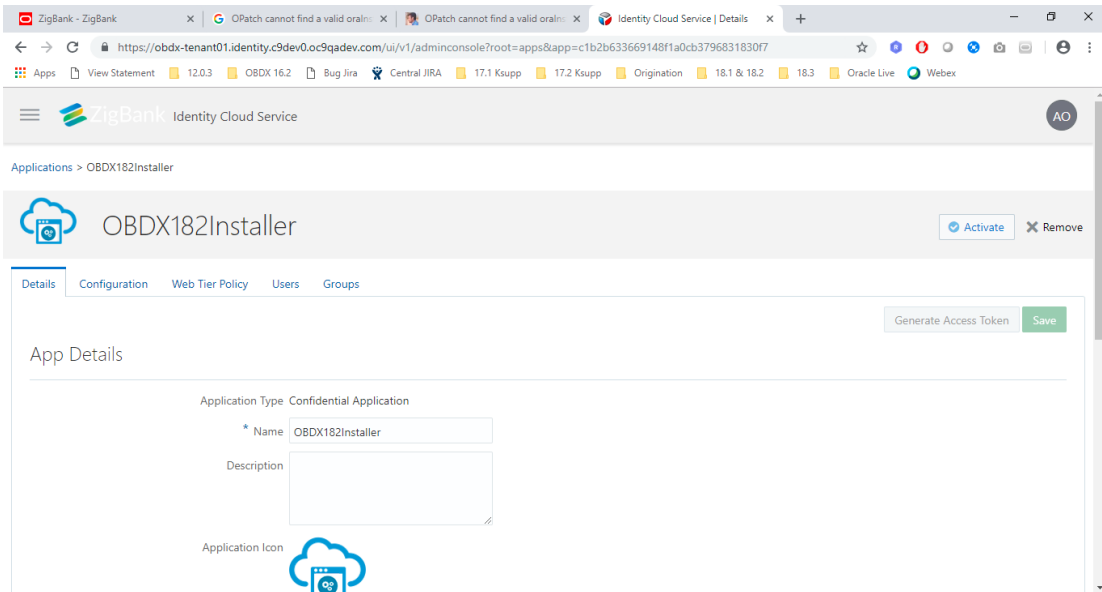 ZigBank - ZigBank
OPatch cannot find a valid oraIns
OPatch cannot find a valid oraIns
Identity Cloud Service | Details
https://obdx-tenant01.identity.c9dev0.oc9qadev.com/ui/v1/adminconsole?root=apps&app=c1b2b633669148f1a0cb3796831830f7
Apps View Statement 12.0.3 OBDX 16.2 Bug Jira Central JIRA 17.1 Ksupp 17.2 Ksupp Origination 18.1 & 18.2 18.3 Oracle Live Webex
ZigBank Identity Cloud Service AO
Applications > OBDX182Installer
OBDX182Installer
Activate Remove
Details Configuration Web Tier Policy Users Groups
Generate Access Token Save
App Details
Application Type Confidential Application
* Name OBDX182Installer
Description
Application Icon